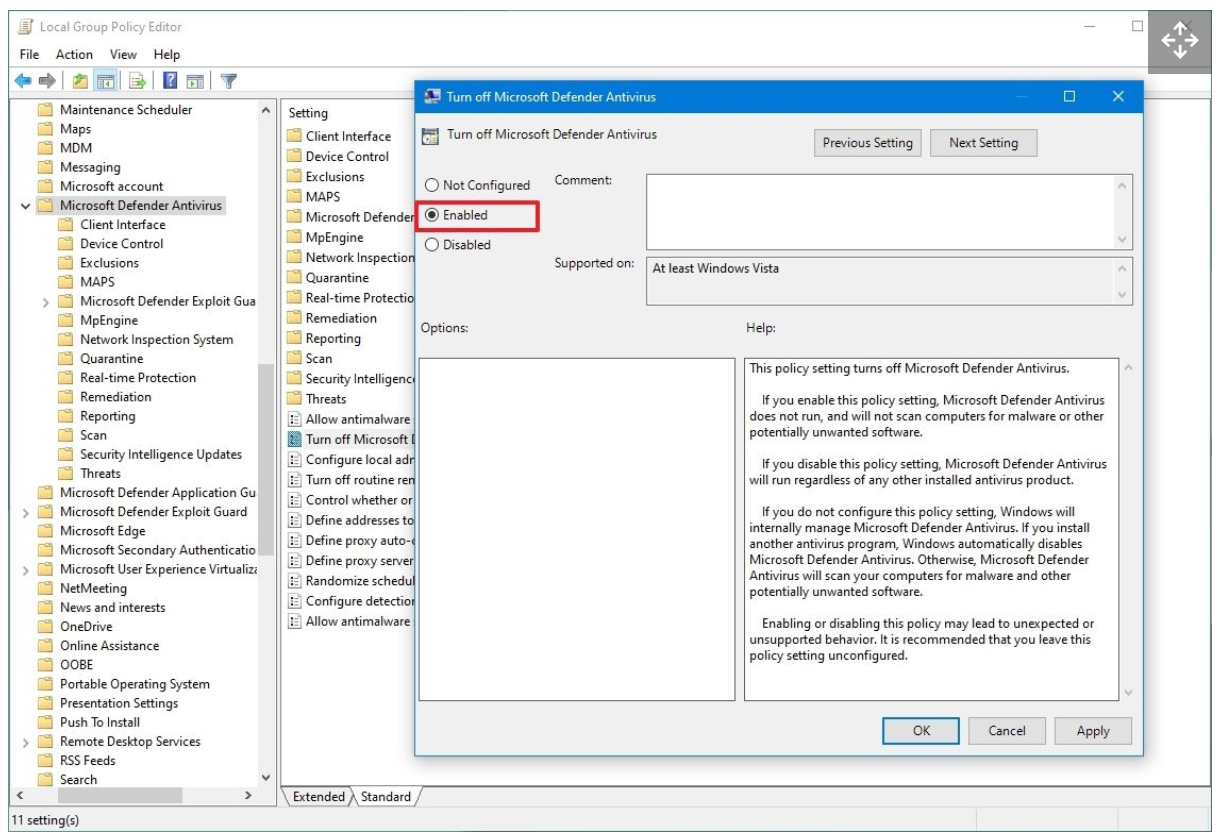 Local Group Policy Editor
File Action View Help
Maintenance Scheduler
Maps
MDM
Messaging
Microsoft account
Microsoft Defender Antivirus
Client Interface
Device Control
Exclusions
MAPS
Microsoft Defender Exploit Gua
MpEngine
Network Inspection System
Quarantine
Real-time Protection
Remediation
Reporting
Scan
Security Intelligence Updates
Threats
Microsoft Defender Application Gu
Microsoft Defender Exploit Guard
Microsoft Edge
Microsoft Secondary Authenticatio
Microsoft User Experience Virtualiza
NetMeeting
News and interests
OneDrive
Online Assistance
OOBE
Portable Operating System
Presentation Settings
Push To Install
Remote Desktop Services
RSS Feeds
Search
Setting
Client Interface
Device Control
Exclusions
MAPS
Microsoft Defender
MpEngine
Network Inspection
Quarantine
Real-time Protectio
Remediation
Reporting
Scan
Security Intelligence
Threats
Allow antimalware
Turn off Microsoft D
Configure local adm
Turn off routine rem
Control whether or
Define addresses to
Define proxy auto-c
Define proxy server
Randomize schedul
Configure detection
Allow antimalware
Extended Standard
11 setting(s)
Turn off Microsoft Defender Antivirus
Turn off Microsoft Defender Antivirus
Previous Setting Next Setting
Not Configured
Enabled
Disabled
Comment:
Supported on:
At least Windows Vista
Options:
Help:
This policy setting turns off Microsoft Defender Antivirus.
If you enable this policy setting, Microsoft Defender Antivirus
does not run, and will not scan computers for malware or other
potentially unwanted software.
If you disable this policy setting, Microsoft Defender Antivirus
will run regardless of any other installed antivirus product.
If you do not configure this policy setting, Windows will
internally manage Microsoft Defender Antivirus. If you install
another antivirus program, Windows automatically disables
Microsoft Defender Antivirus. Otherwise, Microsoft Defender
Antivirus will scan your computers for malware and other
potentially unwanted software.
Enabling or disabling this policy may lead to unexpected or
unsupported behavior. It is recommended that you leave this
policy setting unconfigured.
OK Cancel Apply